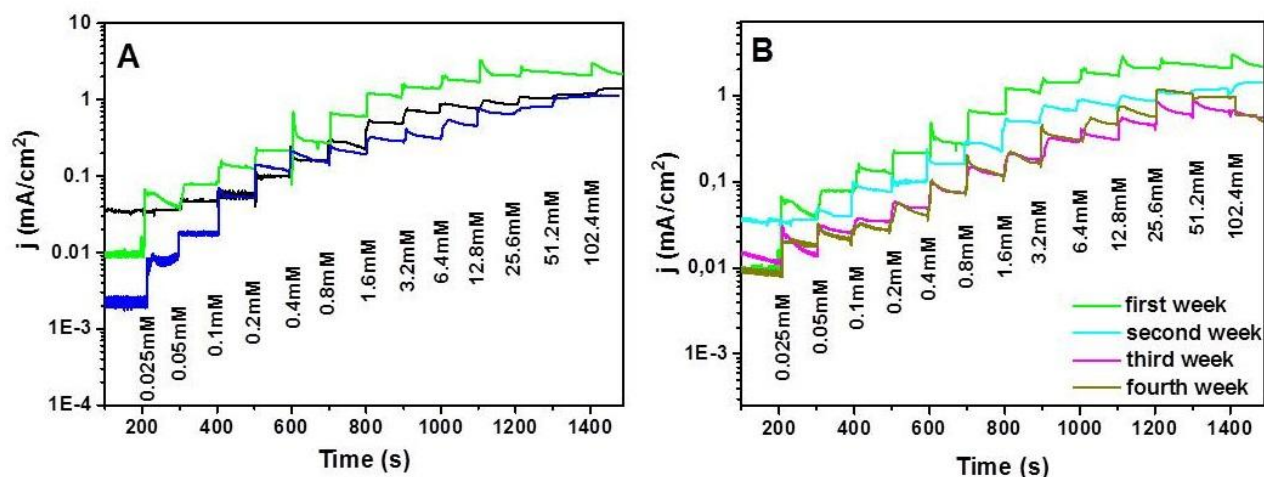 A
10
1
0.1
0.01
1E-3
1E-4
j (mA/cm²)
0.025mM
0.05mM
0.1mM
0.2mM
0.4mM
0.8mM
1.6mM
3.2mM
6.4mM
12.8mM
25.6mM
51.2mM
102.4mM
200 400 600 800 1000 1200 1400
Time (s)
B
1
0,1
0,01
1E-3
j (mA/cm²)
0.025mM
0.05mM
0.1mM
0.2mM
0.4mM
0.8mM
1.6mM
3.2mM
6.4mM
12.8mM
25.6mM
51.2mM
102.4mM
first week
second week
third week
fourth week
200 400 600 800 1000 1200 1400
Time (s)